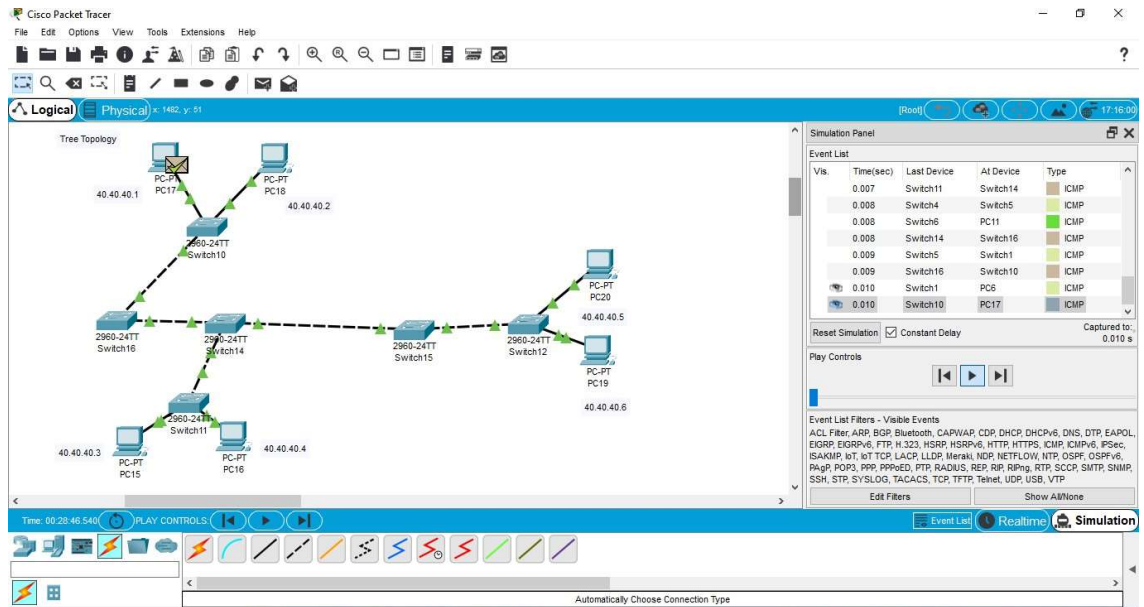 Cisco Packet Tracer
File Edit Options View Tools Extensions Help
?
Logical Physical x: 1482, y: 51 [Root] 17:16:00
Tree Topology
PC-PT
PC17
40.40.40.1
PC-PT
PC18
40.40.40.2
2960-24TT
Switch10
PC-PT
PC20
40.40.40.5
2960-24TT
Switch16
2960-24TT
Switch14
2960-24TT
Switch15
2960-24TT
Switch12
PC-PT
PC19
40.40.40.6
2960-24TT
Switch11
40.40.40.3
PC-PT
PC15
PC-PT
PC16
40.40.40.4
Simulation Panel
Event List
Vis. Time(sec) Last Device At Device Type
0.007 Switch11 Switch14 ICMP
0.008 Switch4 Switch5 ICMP
0.008 Switch6 PC11 ICMP
0.008 Switch14 Switch16 ICMP
0.009 Switch5 Switch1 ICMP
0.009 Switch16 Switch10 ICMP
0.010 Switch1 PC6 ICMP
0.010 Switch10 PC17 ICMP
Reset Simulation Constant Delay Captured to:
0.010 s
Play Controls
Event List Filters - Visible Events
ACL Filter, ARP, BGP, Bluetooth, CAPWAP, CDP, DHCP, DHCPv6, DNS, DTP, EAPOL,
EIGRP, EIGRPv6, FTP, H.323, HSRP, HSRPv6, HTTP, HTTPS, ICMP, ICMPv6, IPSec,
ISAKMP, IoT, IoT TCP, LACP, LLDP, Meraki, NDP, NETFLOW, NTP, OSPF, OSPFv6,
PAgP, POP3, PPP, PPPoED, PTP, RADIUS, REP, RIP, RIPng, RTP, SCCP, SMTP, SNMP,
SSH, STP, SYSLOG, TACACS, TCP, TFTP, Telnet, UDP, USB, VTP
Edit Filters Show All/None
Time: 00:28:46.540 PLAY CONTROLS: Event List Realtime Simulation
Automatically Choose Connection Type